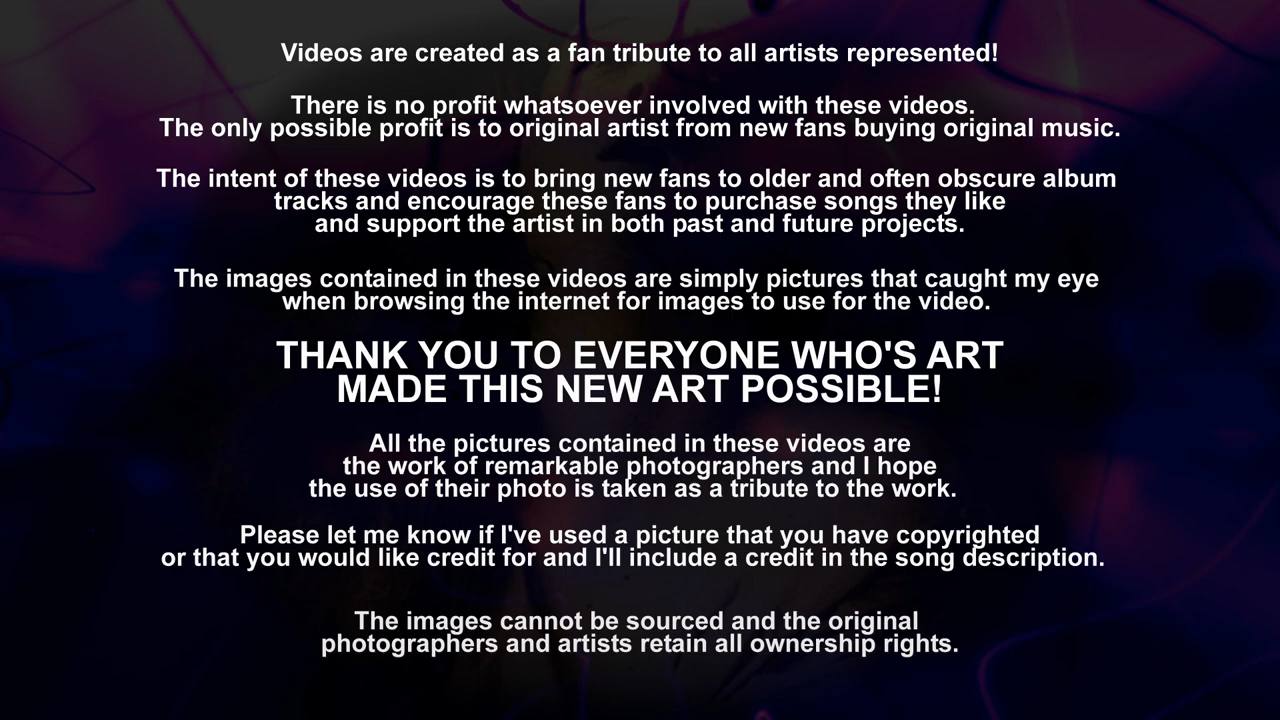 Videos are created as a fan tribute to all artists represented!
There is no profit whatsoever involved with these videos.
The only possible profit is to original artist from new fans buying original music.
The intent of these videos is to bring new fans to older and often obscure album
tracks and encourage these fans to purchase songs they like
and support the artist in both past and future projects.
The images contained in these videos are simply pictures that caught my eye
when browsing the internet for images to use for the video.
THANK YOU TO EVERYONE WHO'S ART
MADE THIS NEW ART POSSIBLE!
All the pictures contained in these videos are
the work of remarkable photographers and I hope
the use of their photo is taken as a tribute to the work.
Please let me know if I've used a picture that you have copyrighted
or that you would like credit for and I'll include a credit in the song description.
The images cannot be sourced and the original
photographers and artists retain all ownership rights.